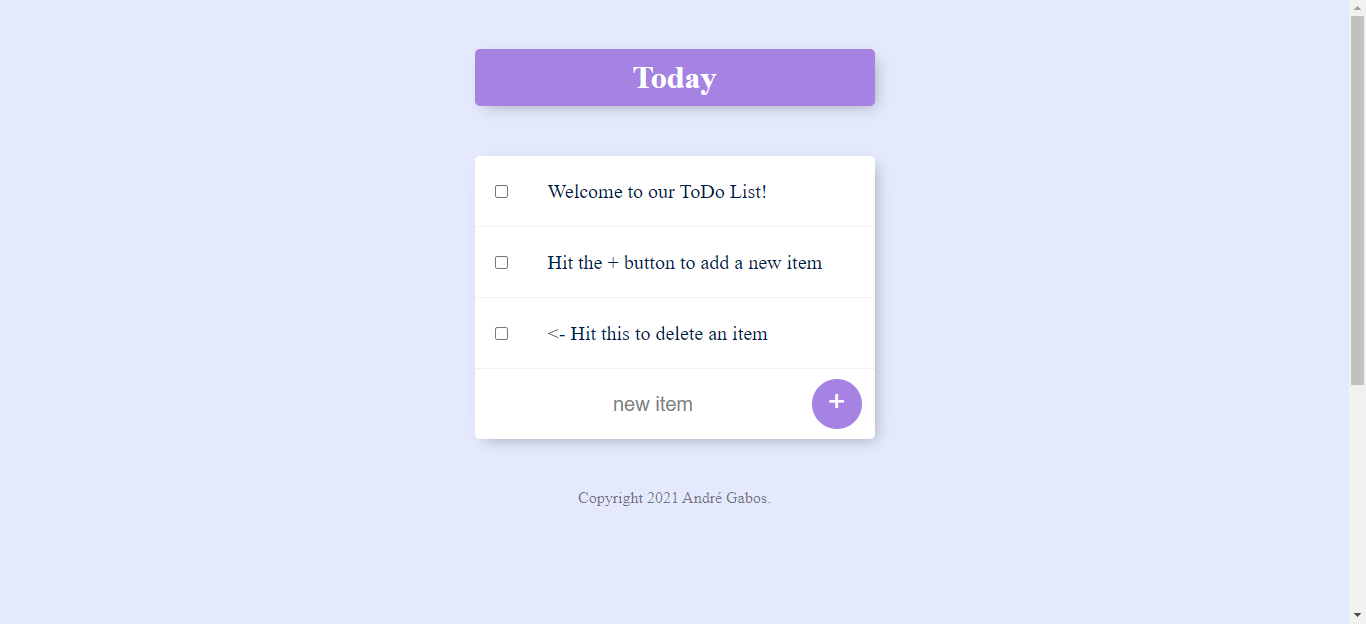 Today
Welcome to our ToDo List!
Hit the + button to add a new item
<- Hit this to delete an item
new item +
Copyright 2021 André Gabos.